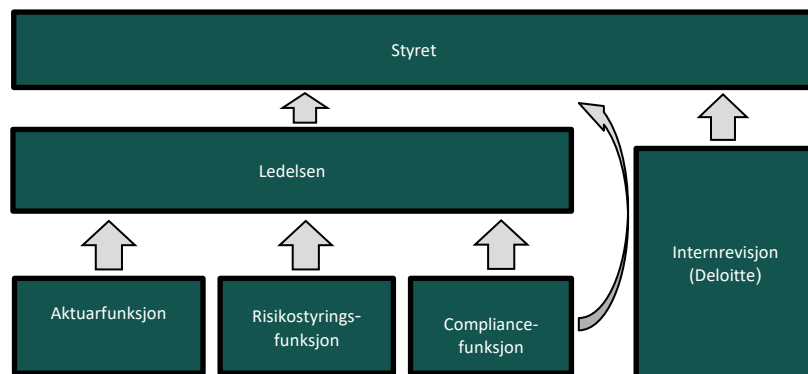 Styret
Ledelsen
Internrevisjon
(Deloitte)
Aktuarfunksjon
Risikostyrings-
funksjon
Compliance-
funksjon